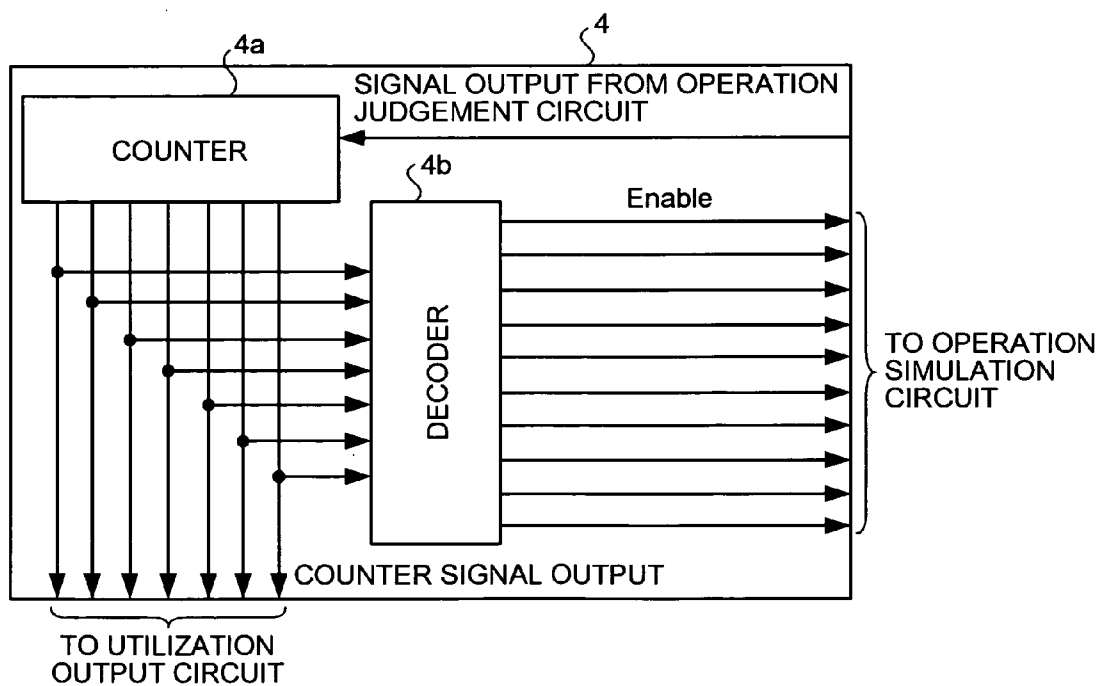 4
4a
SIGNAL OUTPUT FROM OPERATION
JUDGEMENT CIRCUIT
COUNTER
4b
Enable
DECODER
TO OPERATION
SIMULATION
CIRCUIT
COUNTER SIGNAL OUTPUT
TO UTILIZATION
OUTPUT CIRCUIT